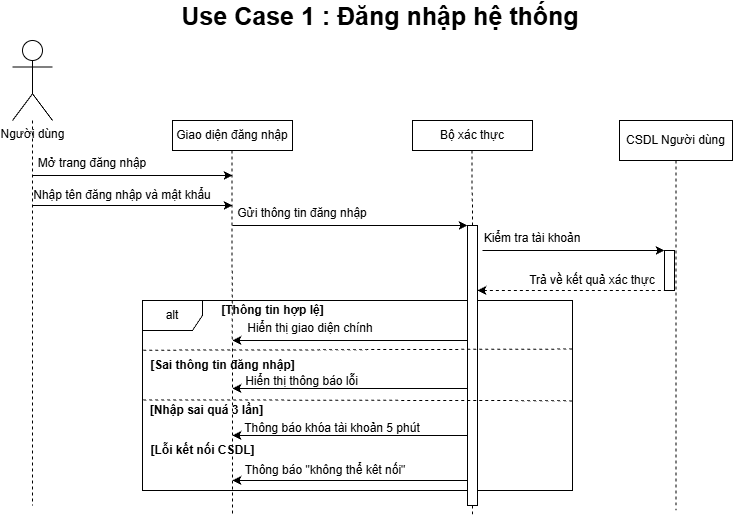 Use Case 1 : Đăng nhập hệ thống
Người dùng
Giao diện đăng nhập
Bộ xác thực
CSDL Người dùng
Mở trang đăng nhập
Nhập tên đăng nhập và mật khẩu
Gửi thông tin đăng nhập
Kiểm tra tài khoản
Trả về kết quả xác thực
alt
[Thông tin hợp lệ]
Hiển thị giao diện chính
[Sai thông tin đăng nhập]
Hiển thị thông báo lỗi
[Nhập sai quá 3 lần]
Thông báo khóa tài khoản 5 phút
[Lỗi kết nối CSDL]
Thông báo "không thể kêt nối"